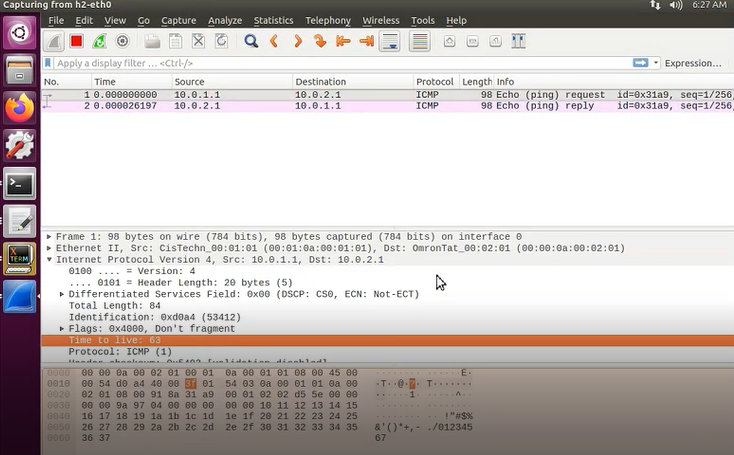 Capturing from h2-eth0
6:27 AM
File Edit View Go Capture Analyze Statistics Telephony Wireless Tools Help
Apply a display filter ... <Ctrl-/>
Expression...
No. Time Source Destination Protocol Length Info
1 0.000000000 10.0.1.1 10.0.2.1 ICMP 98 Echo (ping) request id=0x31a9, seq=1/256,
2 0.000026197 10.0.2.1 10.0.1.1 ICMP 98 Echo (ping) reply id=0x31a9, seq=1/256,
Frame 1: 98 bytes on wire (784 bits), 98 bytes captured (784 bits) on interface 0
Ethernet II, Src: CisTechn_00:01:01 (00:01:0a:00:01:01), Dst: OmronTat_00:02:01 (00:00:0a:00:02:01)
Internet Protocol Version 4, Src: 10.0.1.1, Dst: 10.0.2.1
0100 .... = Version: 4
.... 0101 = Header Length: 20 bytes (5)
Differentiated Services Field: 0x00 (DSCP: CS0, ECN: Not-ECT)
Total Length: 84
Identification: 0xd0a4 (53412)
Flags: 0x4000, Don't fragment
Time to live: 63
Protocol: ICMP (1)
0000 00 00 0a 00 02 01 00 01 0a 00 01 01 08 00 45 00 ··············E·
0010 00 54 d0 a4 40 00 3f 01 54 03 0a 00 01 01 0a 00 ·T··@·?·T·······
0020 02 01 08 00 91 8a 31 a9 00 01 02 02 d5 5e 00 00 ······1······^··
0030 00 00 9a 97 04 00 00 00 00 00 10 11 12 13 14 15
0040 16 17 18 19 1a 1b 1c 1d 1e 1f 20 21 22 23 24 25 ·········· !"#$%
0050 26 27 28 29 2a 2b 2c 2d 2e 2f 30 31 32 33 34 35 &'()*+,- ./012345
0060 36 37 67
X
TERM